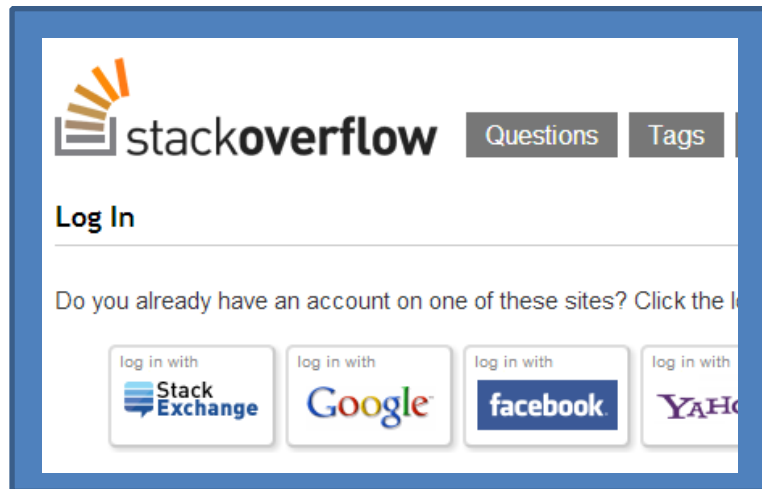 stackoverflow Questions Tags
Log In
Do you already have an account on one of these sites? Click the
log in with log in with log in with log in with
Stack Exchange Google facebook.